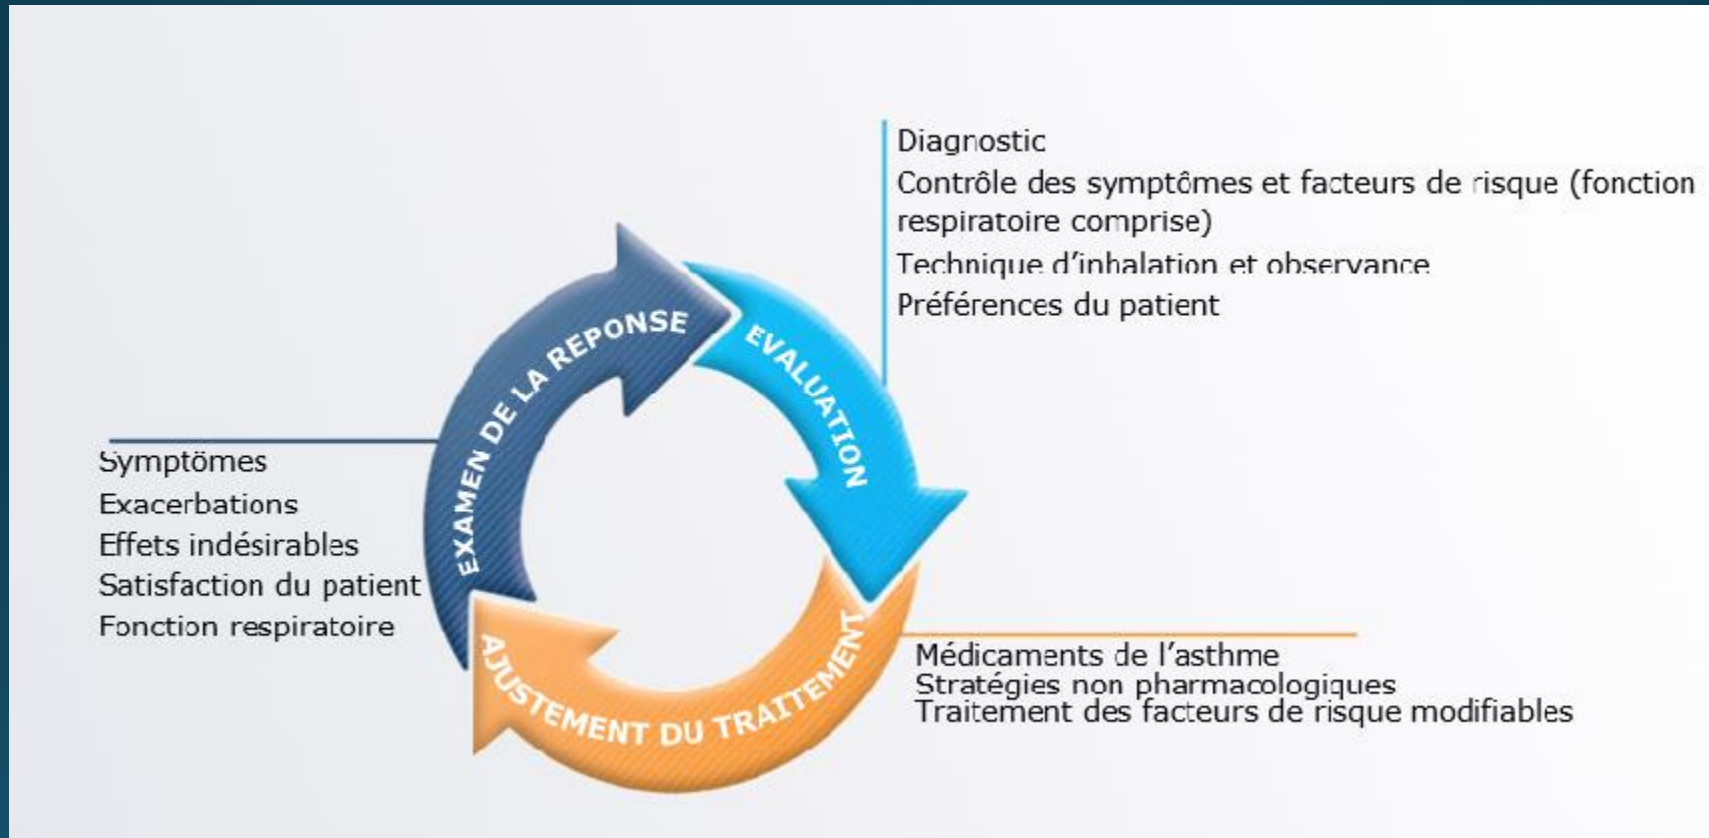 Diagnostic
Contrôle des symptômes et facteurs de risque (fonction
respiratoire comprise)
Technique d'inhalation et observance
Préférences du patient
EXAMEN DE LA REPONSE
EVALUATION
Symptômes
Exacerbations
Effets indésirables
Satisfaction du patient
Fonction respiratoire
AJUSTEMENT DU TRAITEMENT
Médicaments de l'asthme
Stratégies non pharmacologiques
Traitement des facteurs de risque modifiables